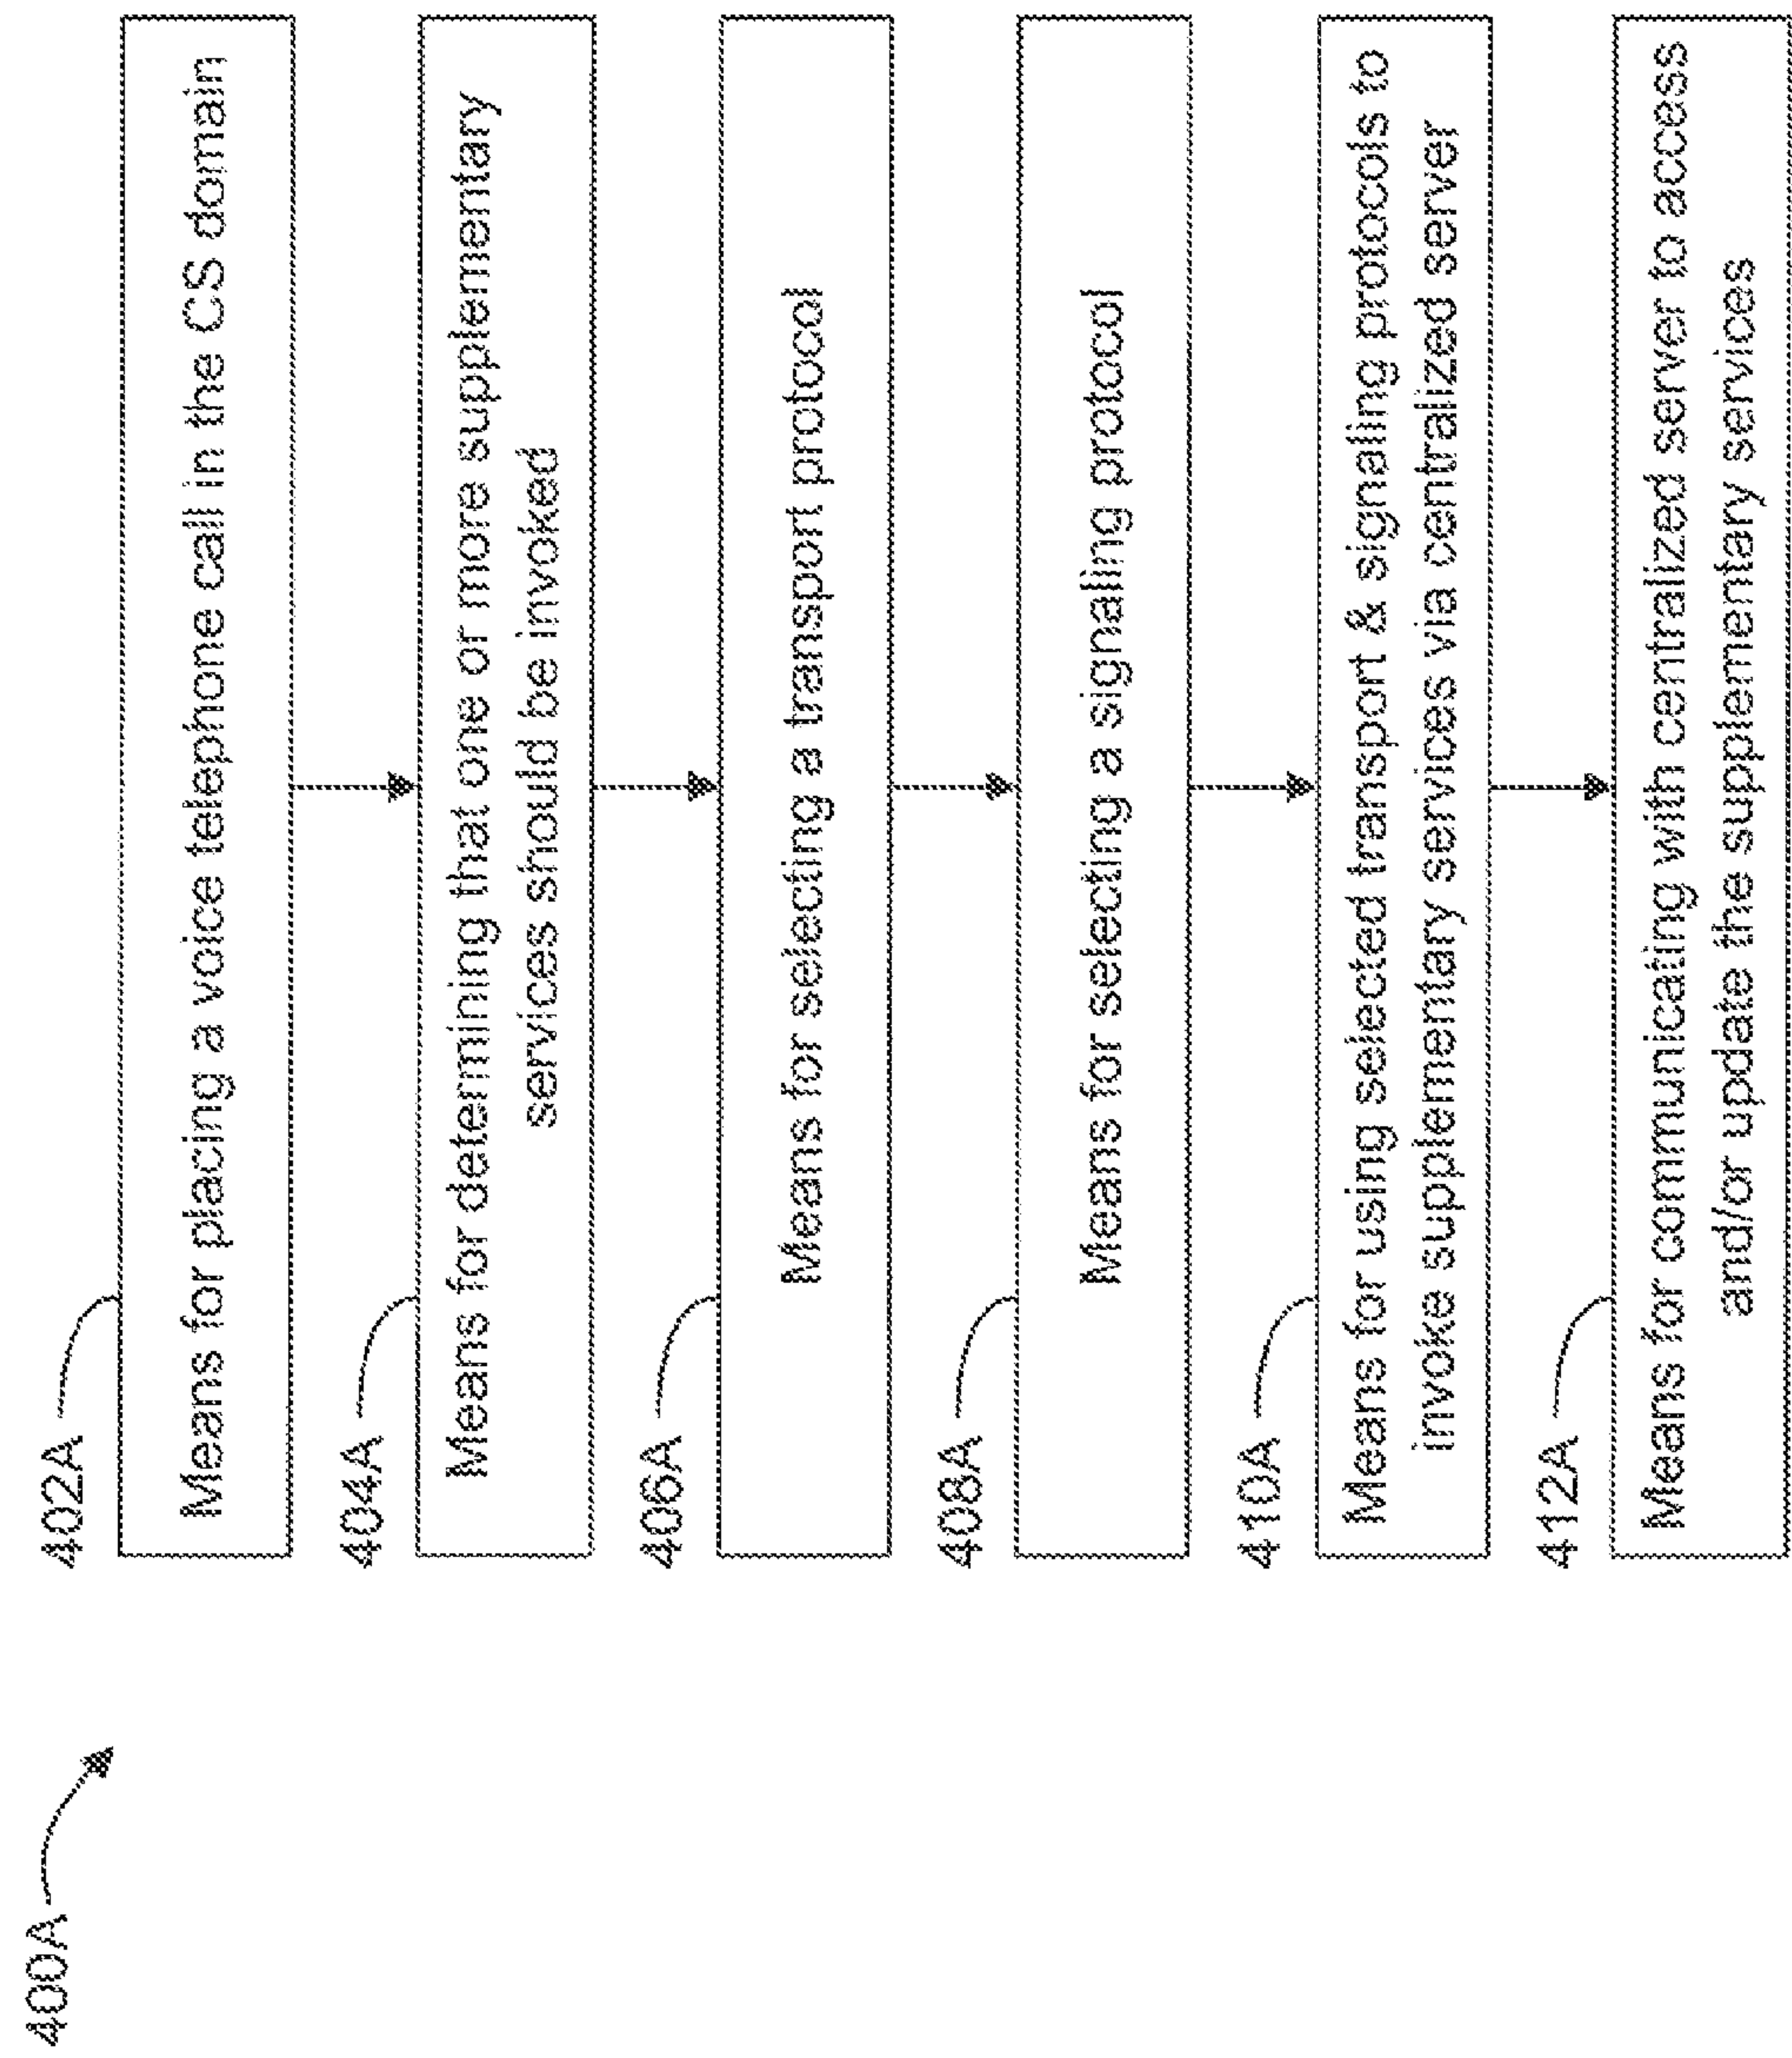 400A
402A
Means for placing a voice telephone call in the CS domain
404A
Means for determining that one or more supplementary
services should be invoked
406A
Means for selecting a transport protocol
408A
Means for selecting a signaling protocol
410A
Means for using selected transport & signaling protocols to
invoke supplementary services via centralized server
412A
Means for communicating with centralized server to access
and/or update the supplementary services